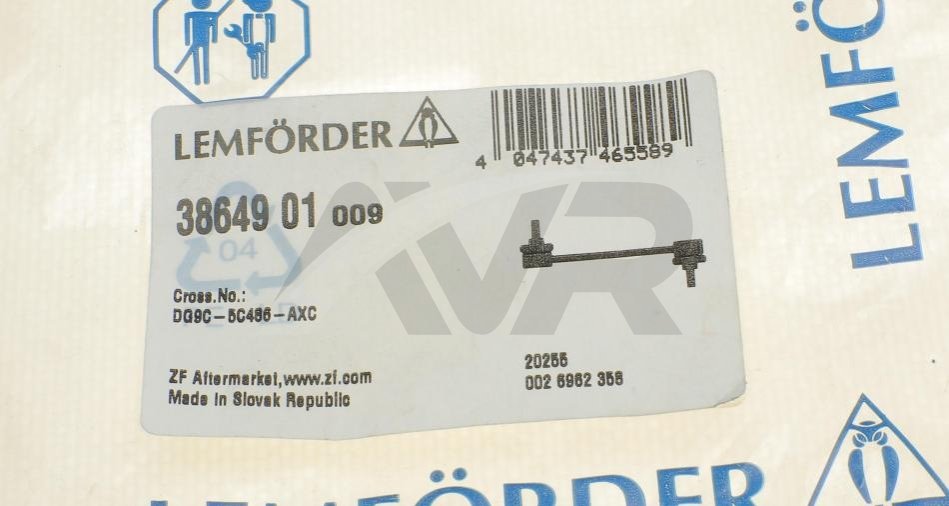 LEMFÖRDER
4 047437 465589
38649 01 009
04
Cross.No.:
DG9C-5C486-AXC
20255
002 6962 358
ZF Aftermarket,www.zf.com
Made in Slovak Republic
AVR
LEMFÖ
LEMFÖRDER